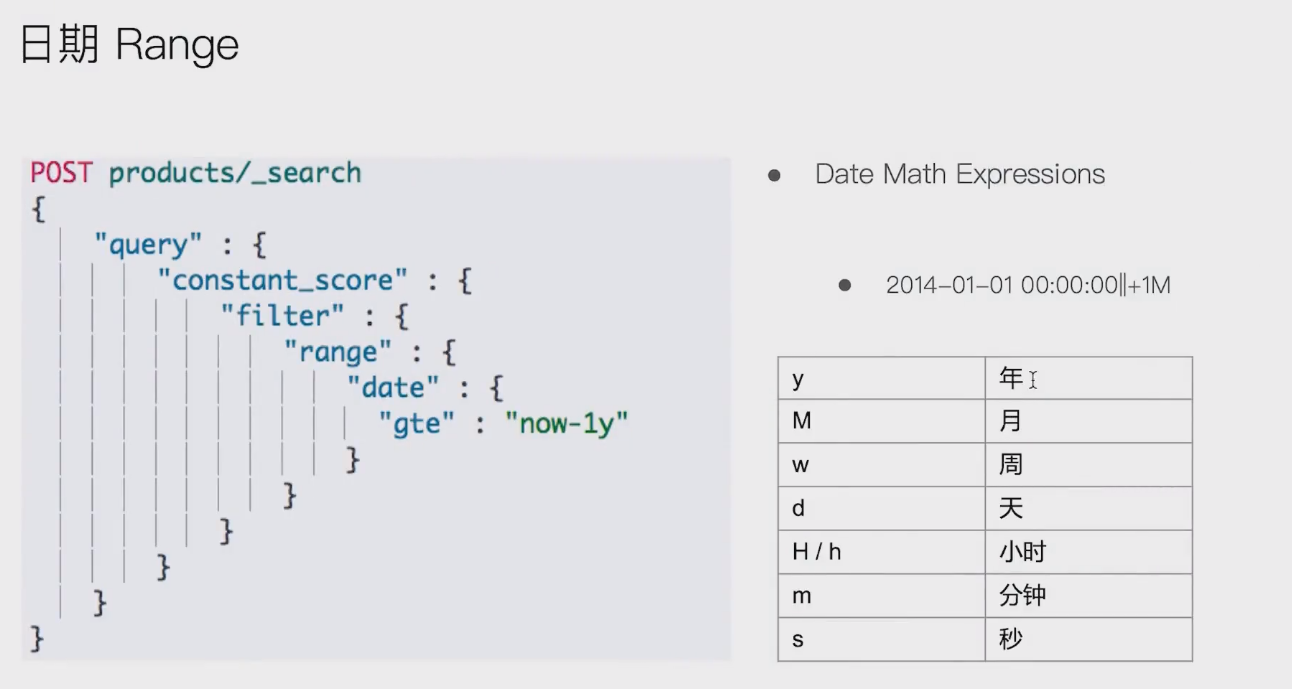 日期 Range
POST products/_search
{
"query" : {
"constant_score" : {
"filter" : {
"range" : {
"date" : {
"gte" : "now-1y"
}
}
}
}
}
}
Date Math Expressions
2014-01-01 00:00:00||+1M
y 年
M 月
w 周
d 天
H / h 小时
m 分钟
s 秒